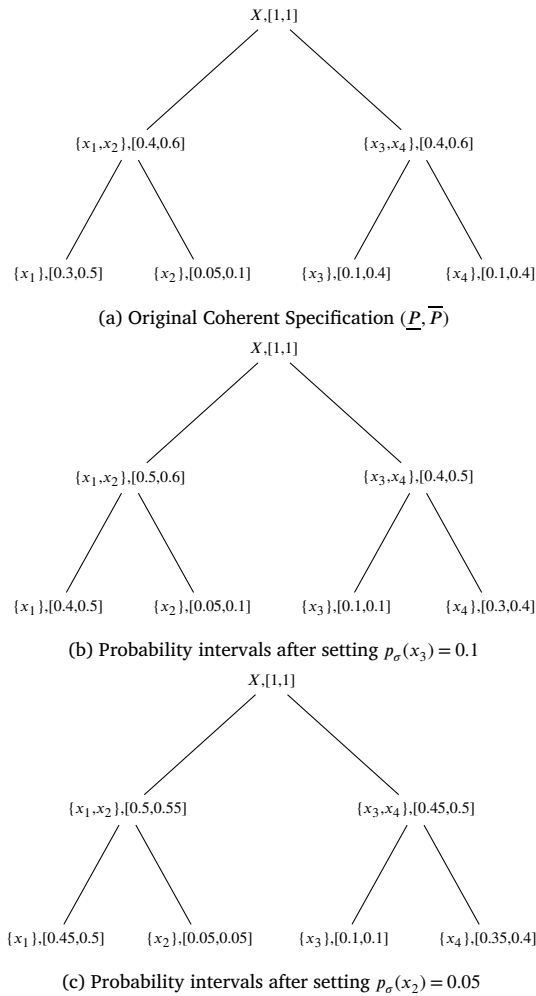 X,[1,1]
{x₁,x₂},[0.4,0.6] {x₃,x₄},[0.4,0.6]
{x₁},[0.3,0.5] {x₂},[0.05,0.1] {x₃},[0.1,0.4] {x₄},[0.1,0.4]
(a) Original Coherent Specification (P̲, P̅)
X,[1,1]
{x₁,x₂},[0.5,0.6] {x₃,x₄},[0.4,0.5]
{x₁},[0.4,0.5] {x₂},[0.05,0.1] {x₃},[0.1,0.1] {x₄},[0.3,0.4]
(b) Probability intervals after setting p_σ(x₃) = 0.1
X,[1,1]
{x₁,x₂},[0.5,0.55] {x₃,x₄},[0.45,0.5]
{x₁},[0.45,0.5] {x₂},[0.05,0.05] {x₃},[0.1,0.1] {x₄},[0.35,0.4]
(c) Probability intervals after setting p_σ(x₂) = 0.05